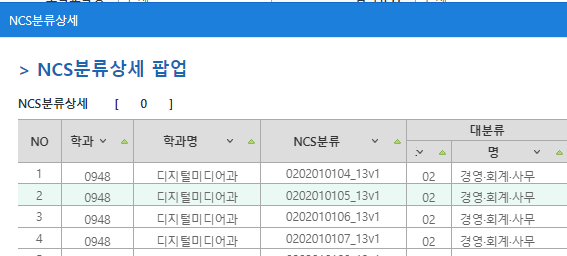 NCS분류상세
> NCS분류상세 팝업
NCS분류상세 [ 0 ]
NO 학과 학과명 NCS분류 대분류
명
1 0948 디지털미디어과 0202010104_13v1 02 경영·회계·사무
2 0948 디지털미디어과 0202010105_13v1 02 경영·회계·사무
3 0948 디지털미디어과 0202010106_13v1 02 경영·회계·사무
4 0948 디지털미디어과 0202010107_13v1 02 경영·회계·사무